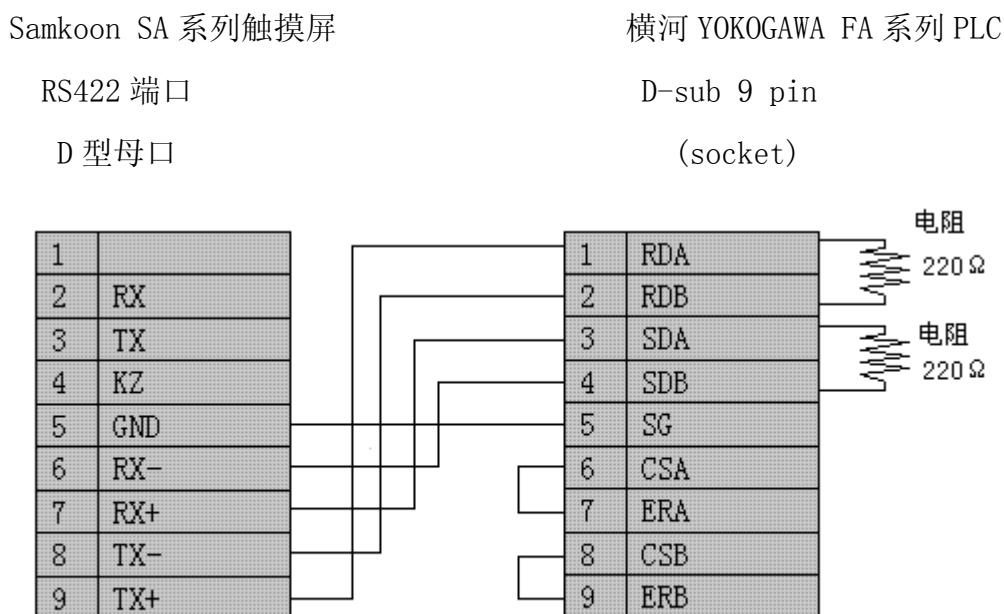 Samkoon SA 系列触摸屏 横河 YOKOGAWA FA 系列 PLC
RS422 端口 D-sub 9 pin
D 型母口 (socket)
电阻
1 1 RDA 220Ω
2 RX 2 RDB
3 TX 3 SDA 电阻
4 KZ 4 SDB 220Ω
5 GND 5 SG
6 RX- 6 CSA
7 RX+ 7 ERA
8 TX- 8 CSB
9 TX+ 9 ERB